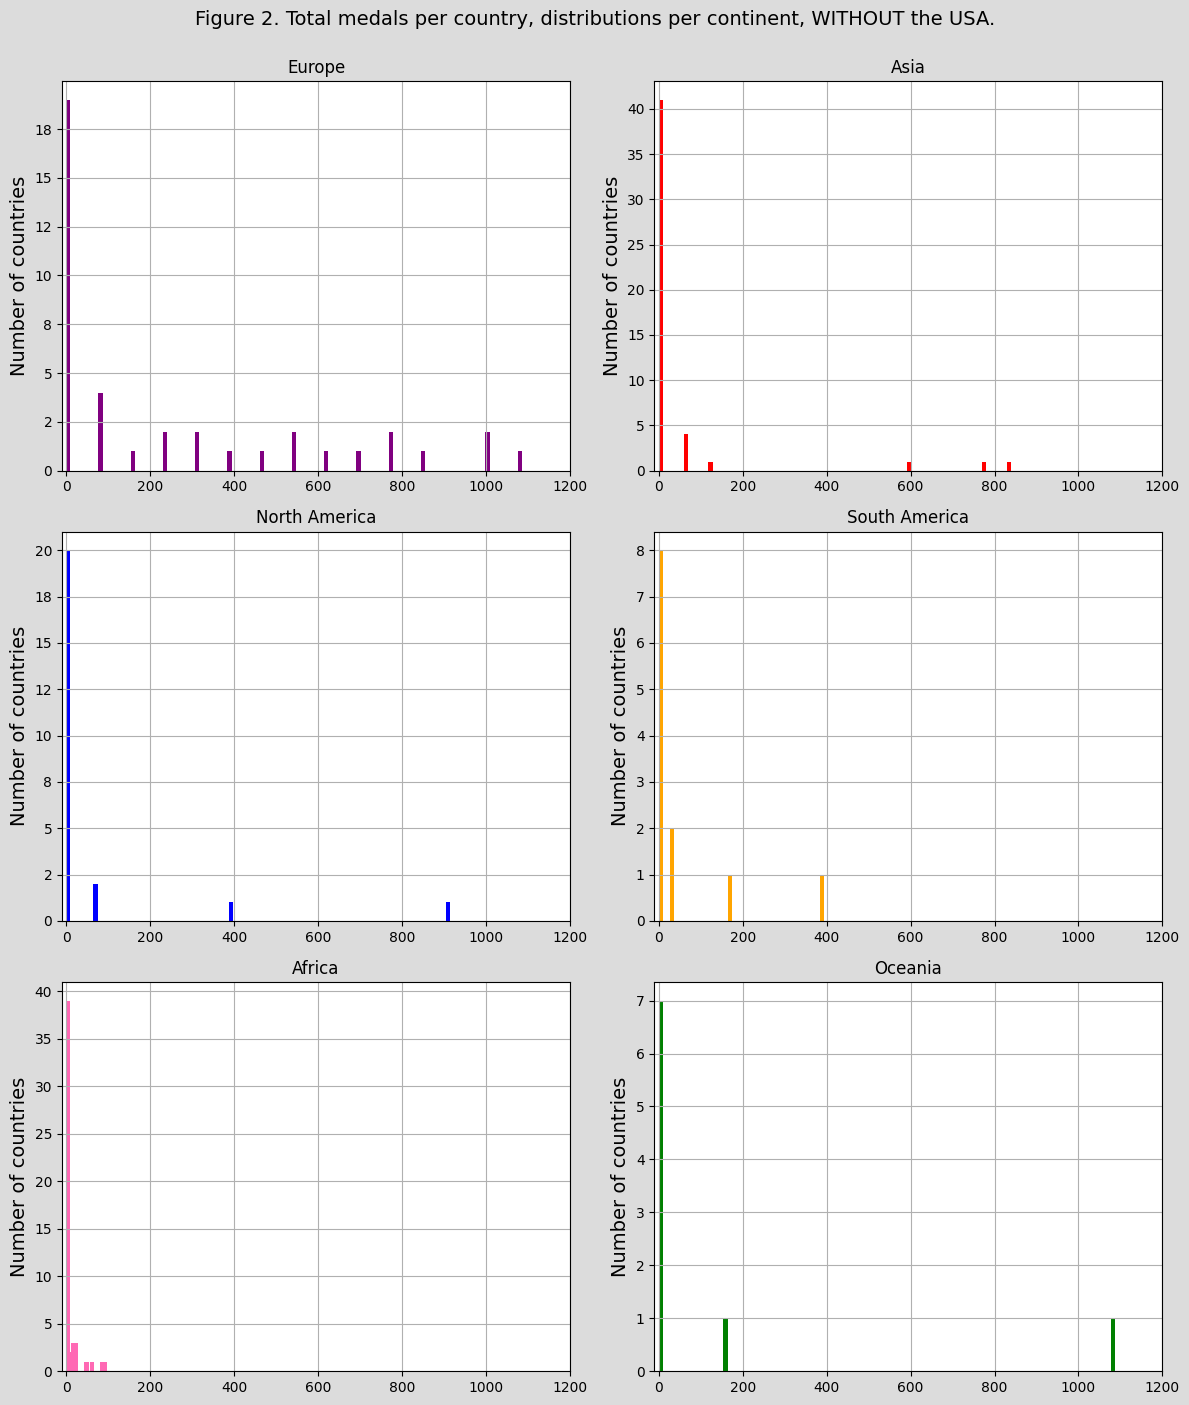 Figure 2. Total medals per country, distributions per continent, WITHOUT the USA.
Europe
Number of countries
18
15
12
10
8
5
2
0
0 200 400 600 800 1000 1200
Asia
Number of countries
40
35
30
25
20
15
10
5
0
0 200 400 600 800 1000 1200
North America
Number of countries
20
18
15
12
10
8
5
2
0
0 200 400 600 800 1000 1200
South America
Number of countries
8
7
6
5
4
3
2
1
0
0 200 400 600 800 1000 1200
Africa
Number of countries
40
35
30
25
20
15
10
5
0
0 200 400 600 800 1000 1200
Oceania
Number of countries
7
6
5
4
3
2
1
0
0 200 400 600 800 1000 1200